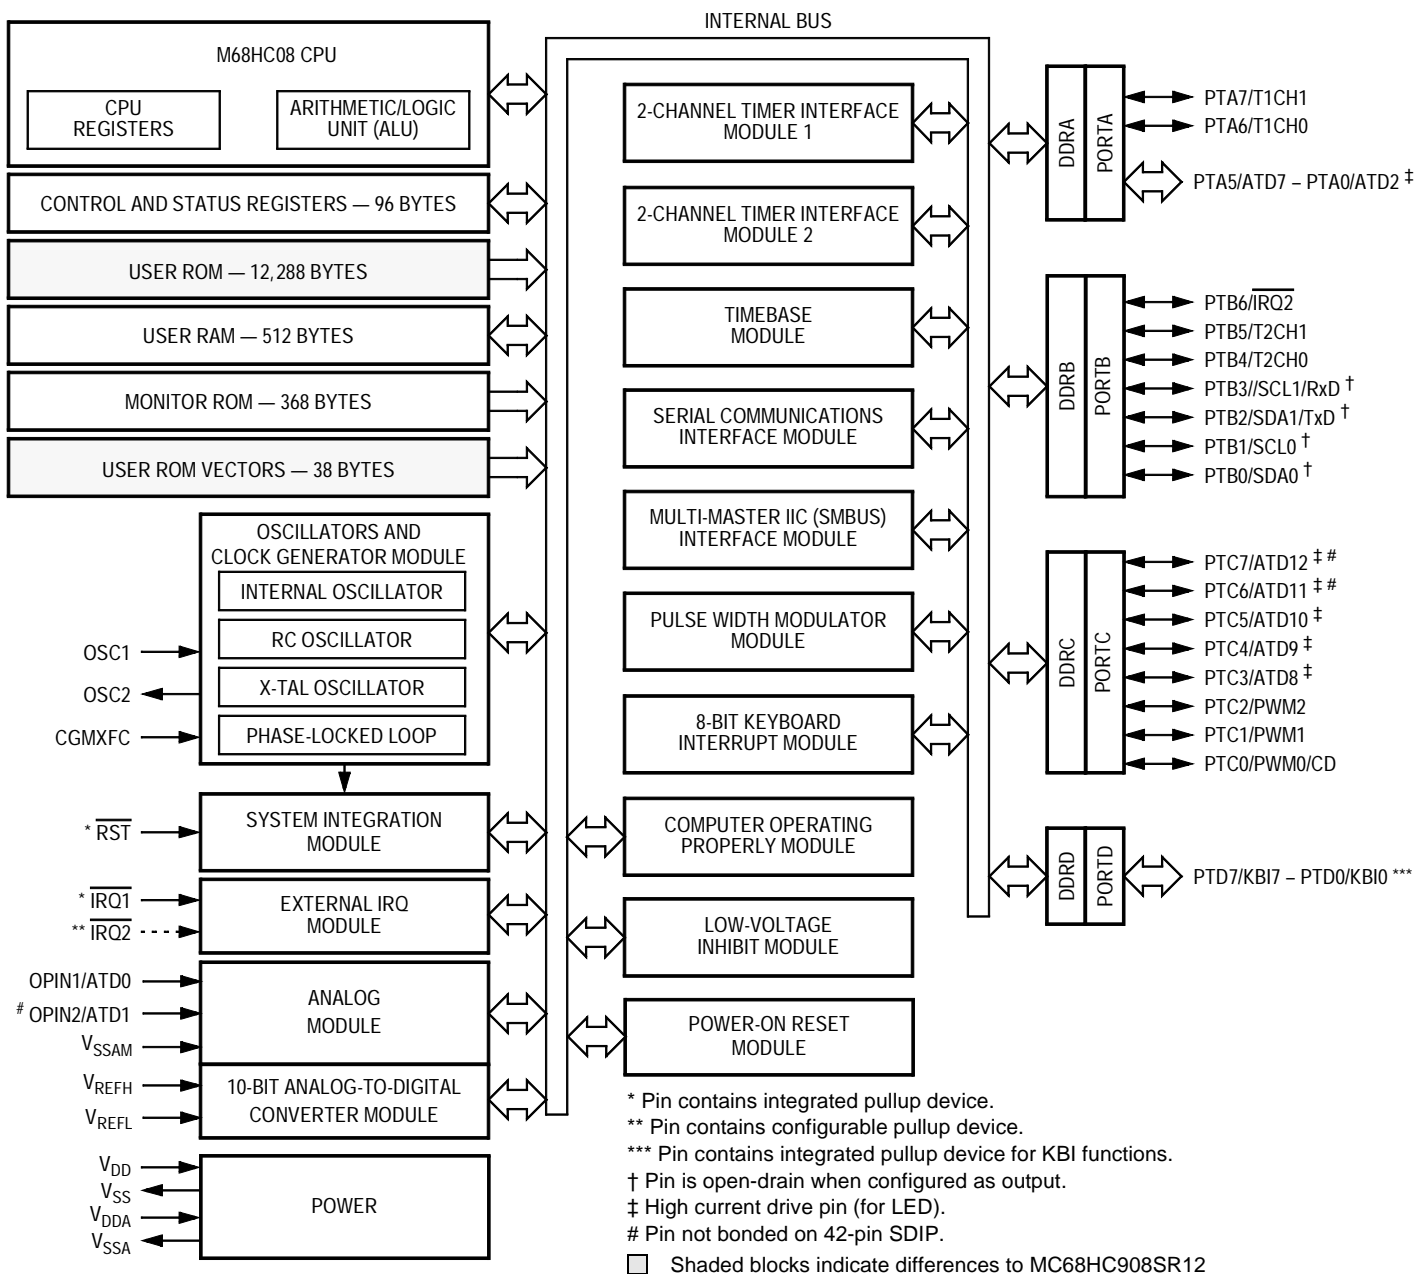 INTERNAL BUS
M68HC08 CPU
CPU
REGISTERS
ARITHMETIC/LOGIC
UNIT (ALU)
CONTROL AND STATUS REGISTERS — 96 BYTES
USER ROM — 12,288 BYTES
USER RAM — 512 BYTES
MONITOR ROM — 368 BYTES
USER ROM VECTORS — 38 BYTES
OSCILLATORS AND
CLOCK GENERATOR MODULE
INTERNAL OSCILLATOR
RC OSCILLATOR
X-TAL OSCILLATOR
PHASE-LOCKED LOOP
OSC1
OSC2
CGMXFC
* RST
SYSTEM INTEGRATION
MODULE
* IRQ1
** IRQ2
EXTERNAL IRQ
MODULE
OPIN1/ATD0
# OPIN2/ATD1
VSSAM
ANALOG
MODULE
VREFH
VREFL
10-BIT ANALOG-TO-DIGITAL
CONVERTER MODULE
VDD
VSS
VDDA
VSSA
POWER
2-CHANNEL TIMER INTERFACE
MODULE 1
2-CHANNEL TIMER INTERFACE
MODULE 2
TIMEBASE
MODULE
SERIAL COMMUNICATIONS
INTERFACE MODULE
MULTI-MASTER IIC (SMBUS)
INTERFACE MODULE
PULSE WIDTH MODULATOR
MODULE
8-BIT KEYBOARD
INTERRUPT MODULE
COMPUTER OPERATING
PROPERLY MODULE
LOW-VOLTAGE
INHIBIT MODULE
POWER-ON RESET
MODULE
DDRA
PORTA
PTA7/T1CH1
PTA6/T1CH0
PTA5/ATD7 – PTA0/ATD2 ‡
DDRB
PORTB
PTB6/IRQ2
PTB5/T2CH1
PTB4/T2CH0
PTB3//SCL1/RxD †
PTB2/SDA1/TxD †
PTB1/SCL0 †
PTB0/SDA0 †
DDRC
PORTC
PTC7/ATD12 ‡ #
PTC6/ATD11 ‡ #
PTC5/ATD10 ‡
PTC4/ATD9 ‡
PTC3/ATD8 ‡
PTC2/PWM2
PTC1/PWM1
PTC0/PWM0/CD
DDRD
PORTD
PTD7/KBI7 – PTD0/KBI0 ***
* Pin contains integrated pullup device.
** Pin contains configurable pullup device.
*** Pin contains integrated pullup device for KBI functions.
† Pin is open-drain when configured as output.
‡ High current drive pin (for LED).
# Pin not bonded on 42-pin SDIP.
Shaded blocks indicate differences to MC68HC908SR12